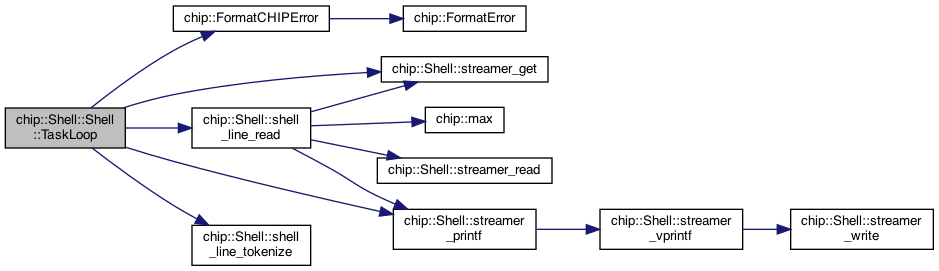 chip::FormatCHIPError
chip::FormatError
chip::Shell::streamer_get
chip::Shell::Shell
::TaskLoop
chip::Shell::shell
_line_read
chip::max
chip::Shell::streamer_read
chip::Shell::streamer
_printf
chip::Shell::streamer
_vprintf
chip::Shell::streamer
_write
chip::Shell::shell
_line_tokenize